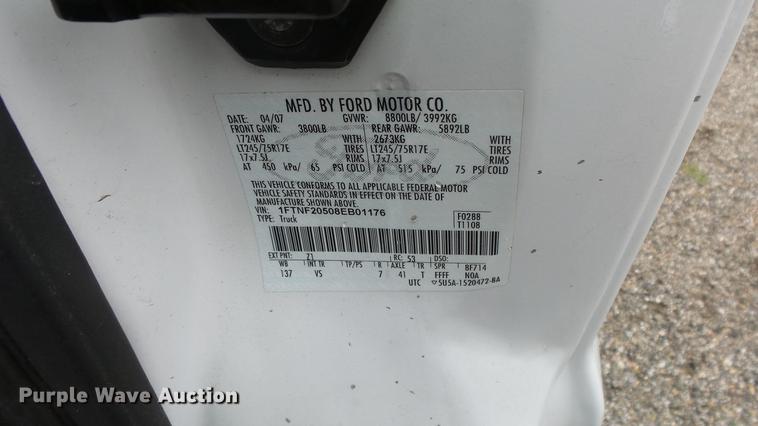 MFD. BY FORD MOTOR CO.
DATE: 04/07 GVWR: 8800LB/ 3992KG
FRONT GAWR: 3800LB REAR GAWR: 5892LB
1724KG WITH 2673KG WITH
LT245/75R17E TIRES LT245/75R17E TIRES
17x7.5J RIMS 17x7.5J RIMS
AT 450 kPa/ 65 PSI COLD AT 515 kPa/ 75 PSI COLD
THIS VEHICLE CONFORMS TO ALL APPLICABLE FEDERAL MOTOR
VEHICLE SAFETY STANDARDS IN EFFECT ON THE DATE OF
MANUFACTURE SHOWN ABOVE.
VIN: 1FTNF20508EB01176 F0288
TYPE: Truck T1108
EXT PNT: Z1 RC: 53 DSO:
WB INT TR TP/PS R AXLE TR SPR BF714
137 VS 7 41 T FFFF NOA
UTC 5U5A-1520472-BA
Purple Wave Auction